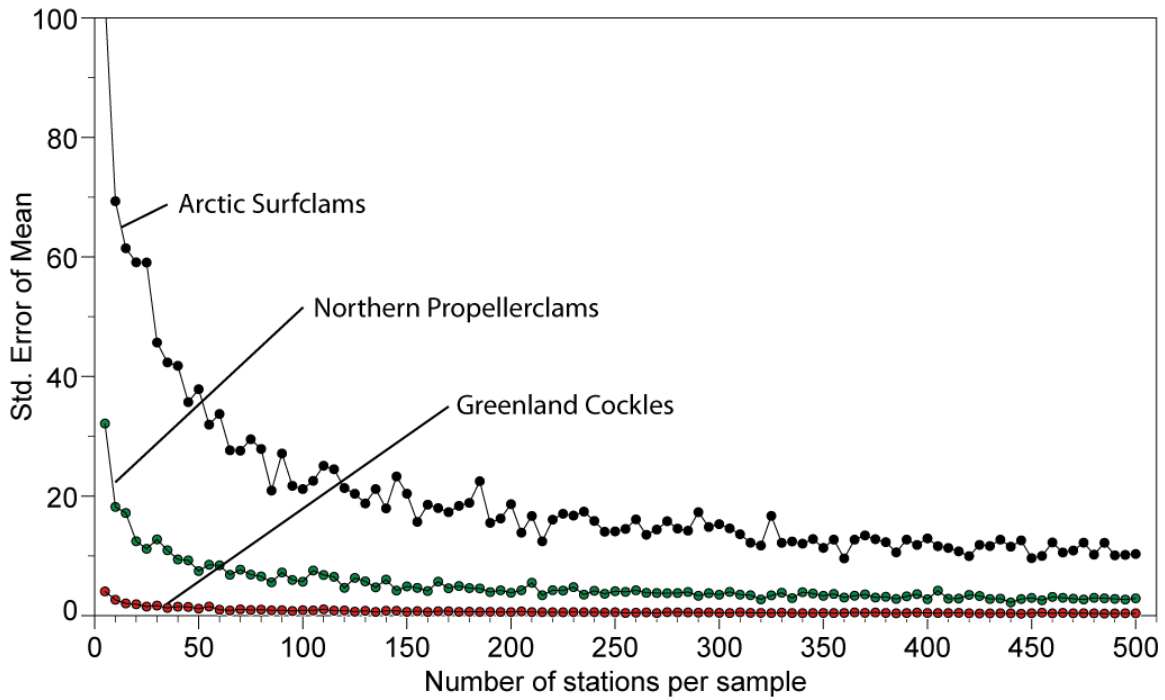 100
80
60
40
20
0
Std. Error of Mean
Arctic Surfclams
Northern Propellerclams
Greenland Cockles
0 50 100 150 200 250 300 350 400 450 500
Number of stations per sample